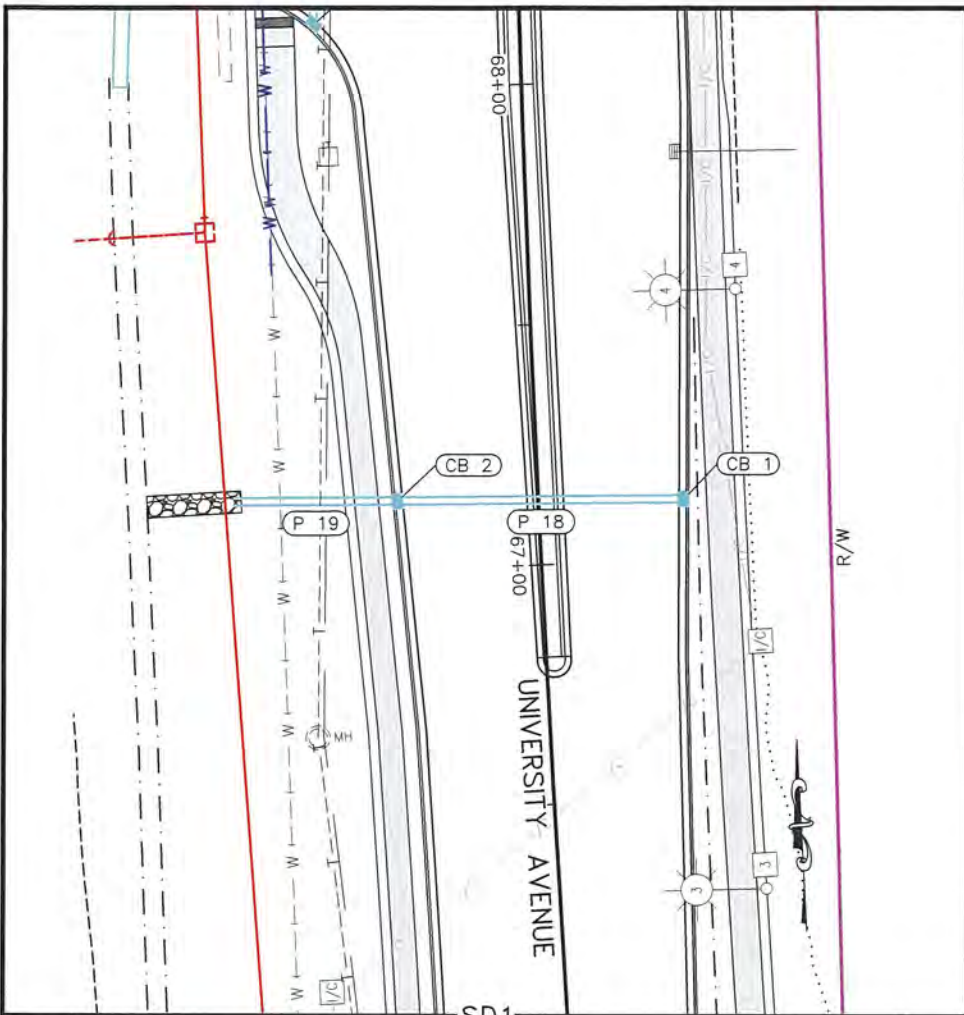 68+00
W
W
W
W
I/C
I/C
I/C
4
4
I/C
W
W
CB 2
CB 1
P 19
P 18
67+00
R/W
W
W
I/C
W
MH
UNIVERSITY AVENUE
W
W
3
3
W
I/C
SD1